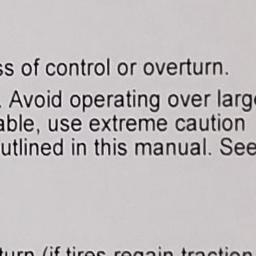 ss of control or overturn.
. Avoid operating over larg
able, use extreme caution
utlined in this manual. See
turn (if tires regain traction